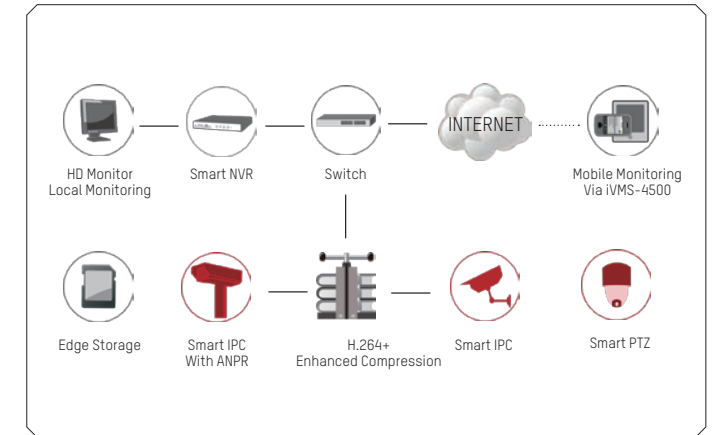 INTERNET
HD Monitor
Local Monitoring
Smart NVR
Switch
Mobile Monitoring
Via iVMS-4500
Edge Storage
Smart IPC
With ANPR
H.264+
Enhanced Compression
Smart IPC
Smart PTZ